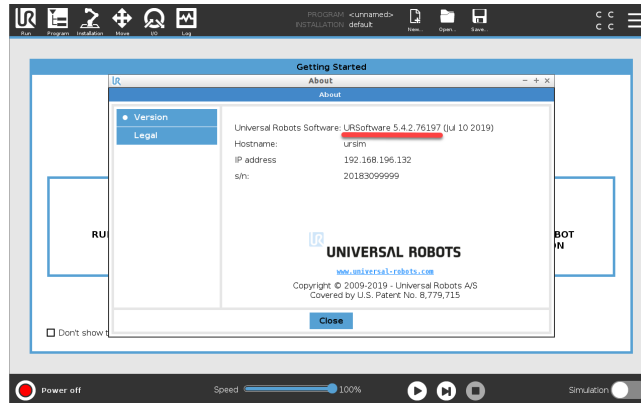 PROGRAM <unnamed>
INSTALLATION default
Run Program Installation Move I/O Log
New... Open... Save...
C C
C C
Getting Started
About
About
Version
Legal
Universal Robots Software: URSoftware 5.4.2.76197 (Jul 10 2019)
Hostname: ursim
IP address 192.168.196.132
s/n: 20183099999
RU
BOT
N
UNIVERSAL ROBOTS
www.universal-robots.com
Copyright © 2009-2019 - Universal Robots A/S
Covered by U.S. Patent No. 8,779,715
Close
Don't show t
Power off
Speed 100%
Simulation